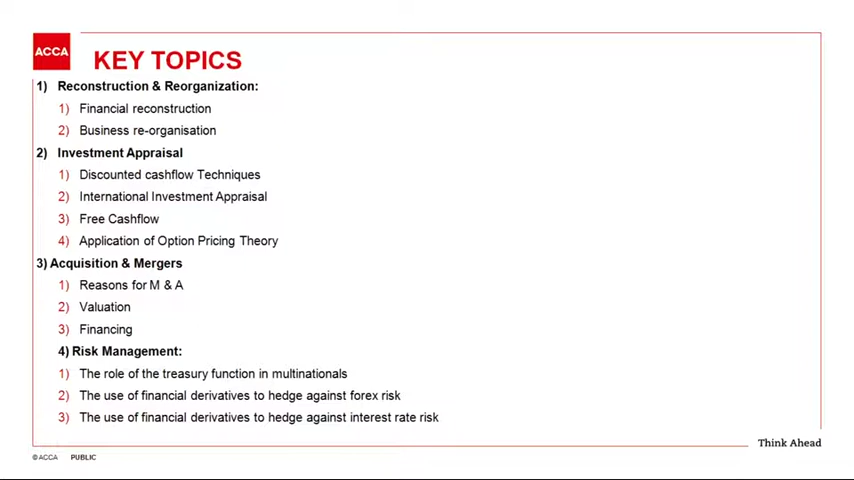 ACCA
KEY TOPICS
1) Reconstruction & Reorganization:
1) Financial reconstruction
2) Business re-organisation
2) Investment Appraisal
1) Discounted cashflow Techniques
2) International Investment Appraisal
3) Free Cashflow
4) Application of Option Pricing Theory
3) Acquisition & Mergers
1) Reasons for M & A
2) Valuation
3) Financing
4) Risk Management:
1) The role of the treasury function in multinationals
2) The use of financial derivatives to hedge against forex risk
3) The use of financial derivatives to hedge against interest rate risk
Think Ahead
© ACCA PUBLIC